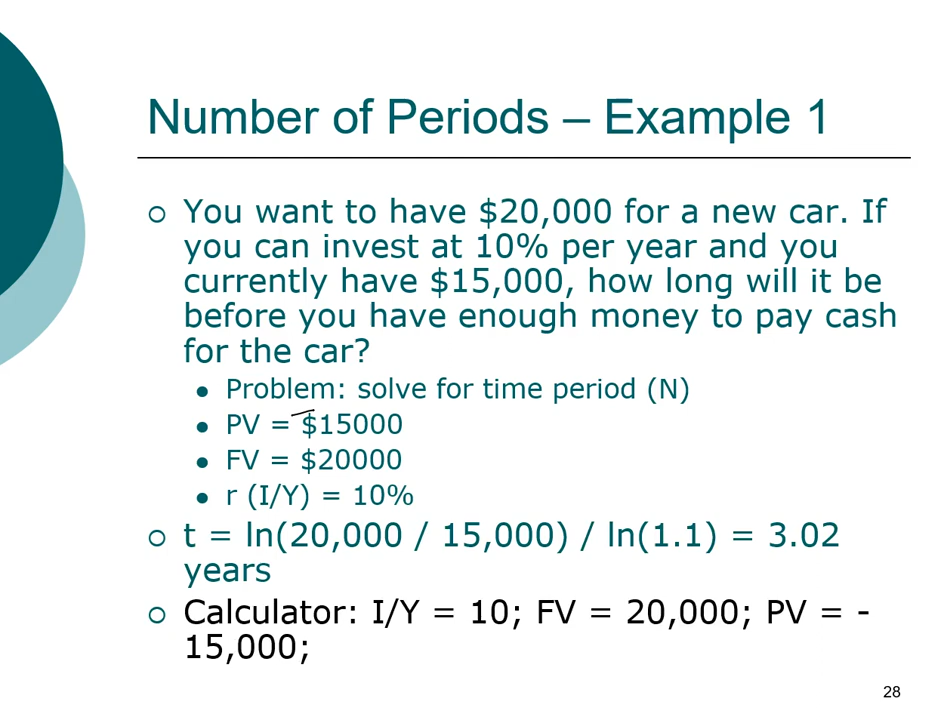 Number of Periods – Example 1
You want to have $20,000 for a new car. If
you can invest at 10% per year and you
currently have $15,000, how long will it be
before you have enough money to pay cash
for the car?
Problem: solve for time period (N)
PV = $15000
FV = $20000
r (I/Y) = 10%
t = ln(20,000 / 15,000) / ln(1.1) = 3.02
years
Calculator: I/Y = 10; FV = 20,000; PV = -
15,000;
28